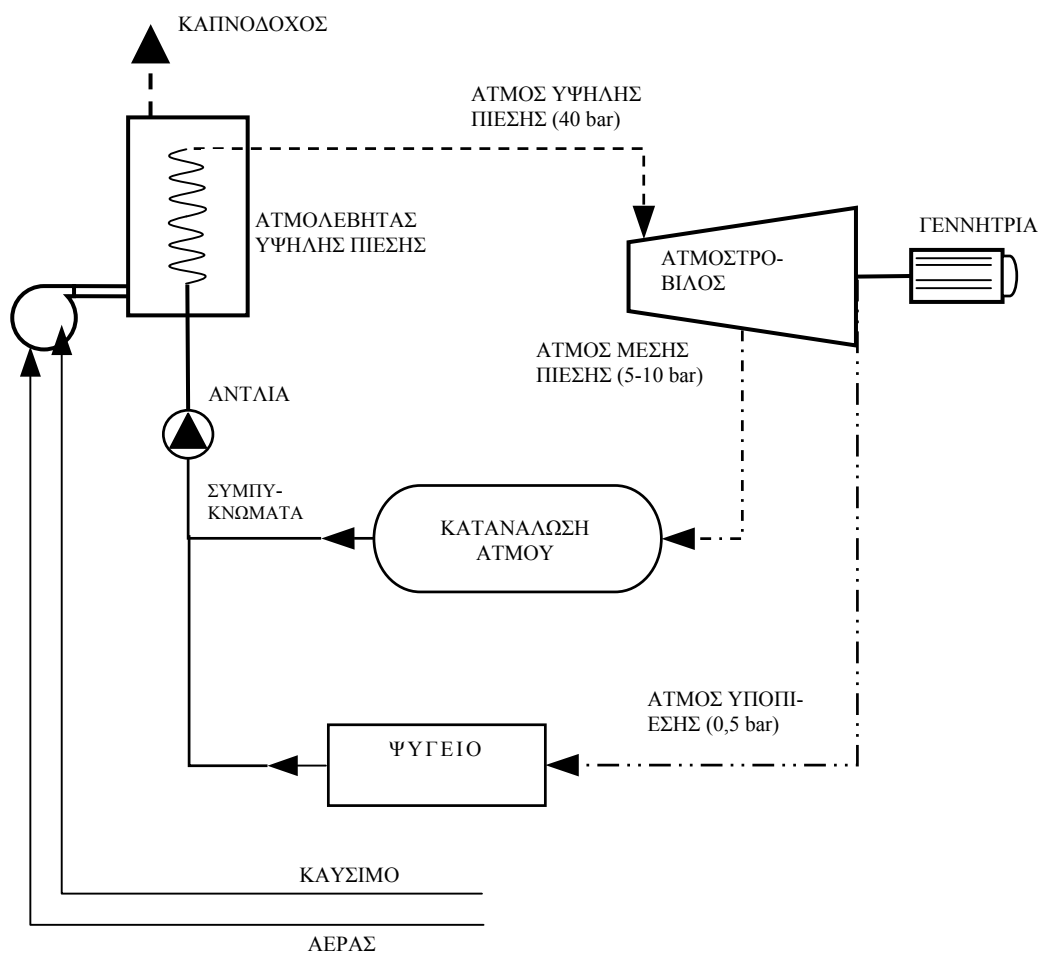 ΚΑΠΝΟΔΟΧΟΣ
ΑΤΜΟΣ ΥΨΗΛΗΣ
ΠΙΕΣΗΣ (40 bar)
ΑΤΜΟΛΕΒΗΤΑΣ
ΥΨΗΛΗΣ ΠΙΕΣΗΣ
ΓΕΝΝΗΤΡΙΑ
ΑΤΜΟΣΤΡΟ-
ΒΙΛΟΣ
ΑΤΜΟΣ ΜΕΣΗΣ
ΠΙΕΣΗΣ (5-10 bar)
ΑΝΤΛΙΑ
ΣΥΜΠΥ-
ΚΝΩΜΑΤΑ
ΚΑΤΑΝΑΛΩΣΗ
ΑΤΜΟΥ
ΑΤΜΟΣ ΥΠΟΠΙ-
ΕΣΗΣ (0,5 bar)
ΨΥΓΕΙΟ
ΚΑΥΣΙΜΟ
ΑΕΡΑΣ